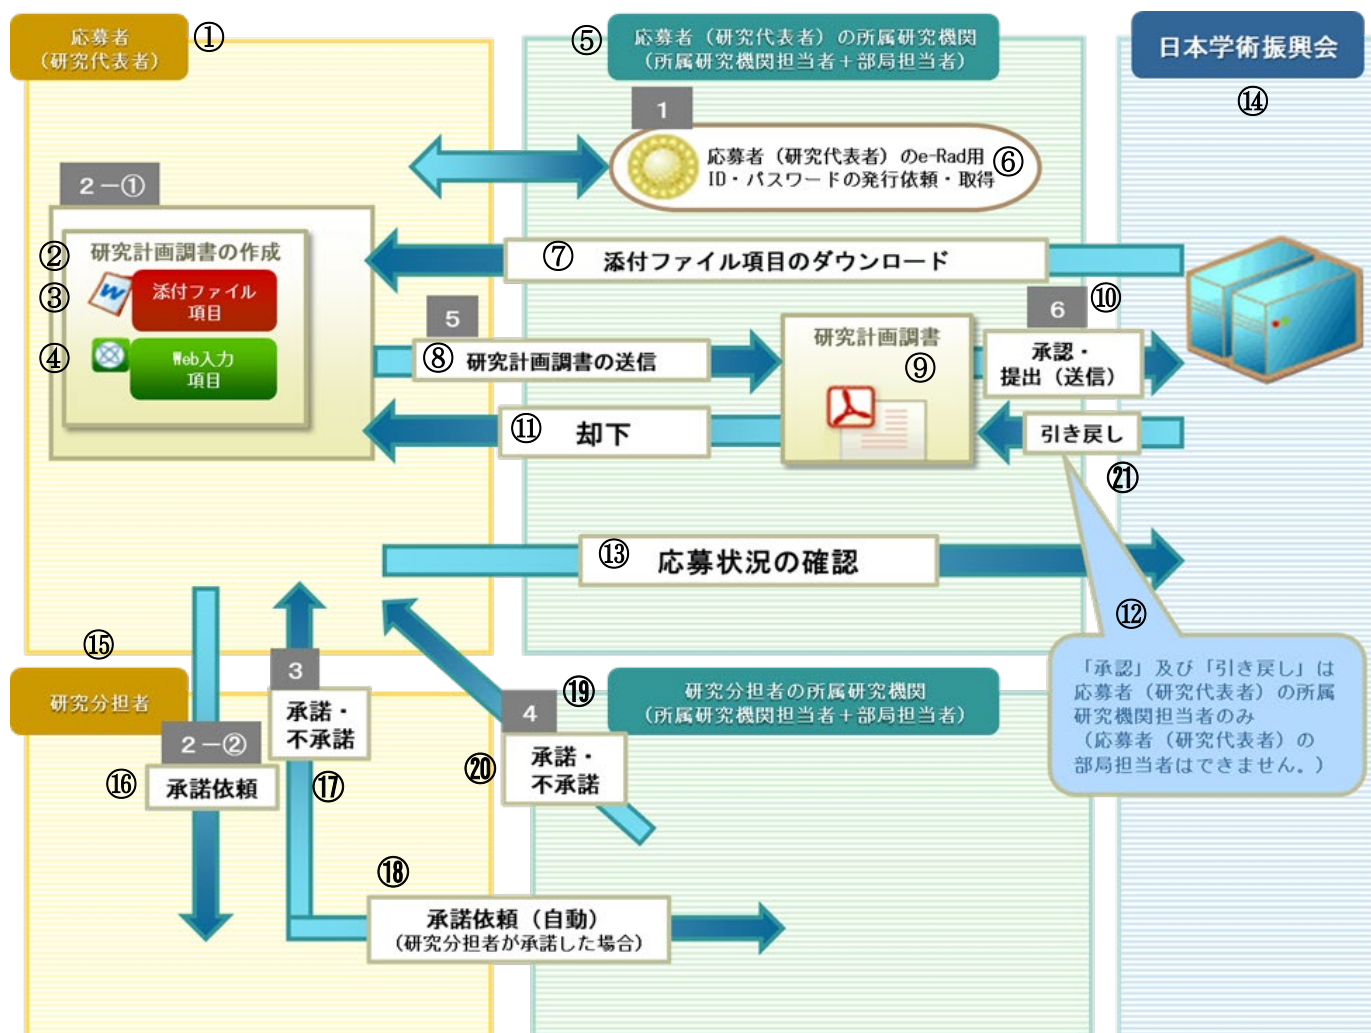 応募者
(研究代表者)
①
⑤
応募者（研究代表者）の所属研究機関
(所属研究機関担当者＋部局担当者)
日本学術振興会
⑭
1
応募者（研究代表者）のe-Rad用
ID・パスワードの発行依頼・取得
⑥
2－①
②
研究計画調書の作成
③
添付ファイル
項目
④
Web入力
項目
⑦
添付ファイル項目のダウンロード
5
⑧
研究計画調書の送信
研究計画調書
⑨
6
⑩
承認・
提出（送信）
⑪
却下
引き戻し
㉑
⑬
応募状況の確認
⑫
「承認」及び「引き戻し」は
応募者（研究代表者）の所属
研究機関担当者のみ
（応募者（研究代表者）の
部局担当者はできません。）
⑮
研究分担者
2－②
⑯
承諾依頼
3
承諾・
不承諾
⑰
4
⑲
研究分担者の所属研究機関
(所属研究機関担当者＋部局担当者)
⑳
承諾・
不承諾
⑱
承諾依頼（自動）
(研究分担者が承諾した場合)